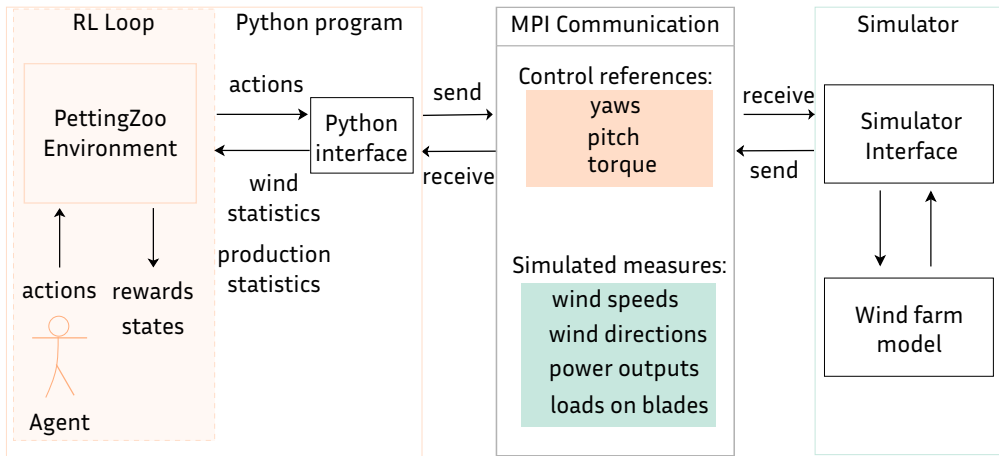 RL Loop
Python program
MPI Communication
Simulator
PettingZoo
Environment
actions
Python
interface
wind
statistics
production
statistics
actions
rewards
states
Agent
send
receive
Control references:
yaws
pitch
torque
Simulated measures:
wind speeds
wind directions
power outputs
loads on blades
receive
send
Simulator
Interface
Wind farm
model